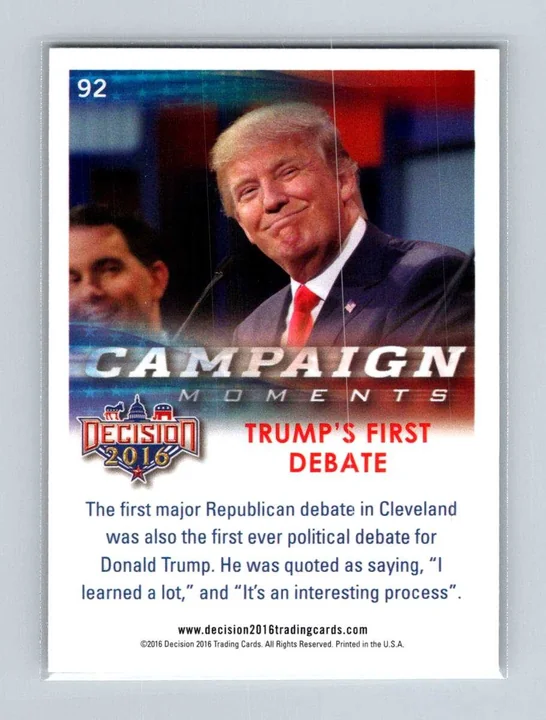 92
CAMPAIGN
MOMENTS
DECISION
2016
TRUMP'S FIRST
DEBATE
The first major Republican debate in Cleveland
was also the first ever political debate for
Donald Trump. He was quoted as saying, “I
learned a lot,” and “It’s an interesting process”.
www.decision2016tradingcards.com
©2016 Decision 2016 Trading Cards. All Rights Reserved. Printed in the U.S.A.